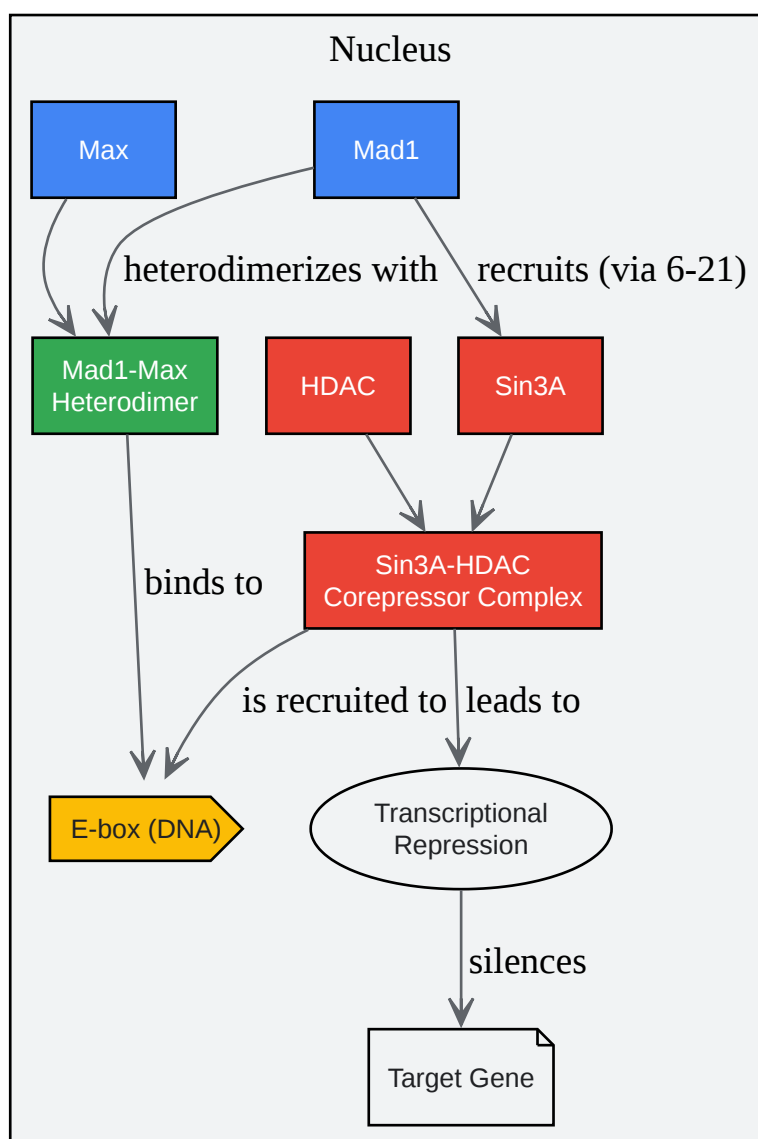 Nucleus
Max
Mad1
heterodimerizes with
recruits (via 6-21)
Mad1-Max
Heterodimer
HDAC
Sin3A
binds to
Sin3A-HDAC
Corepressor Complex
is recruited to
leads to
E-box (DNA)
Transcriptional
Repression
silences
Target Gene